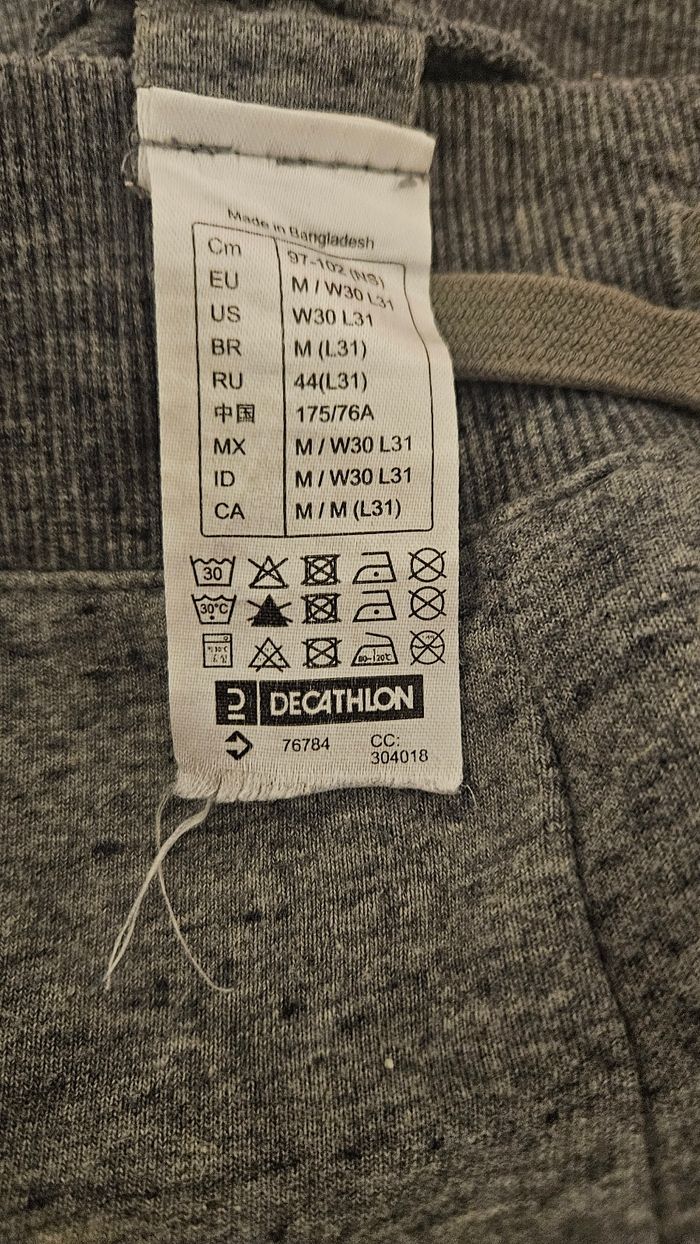 Made in Bangladesh
Cm 97-102 (NS)
EU M / W30 L31
US W30 L31
BR M (L31)
RU 44(L31)
中国 175/76A
MX M / W30 L31
ID M / W30 L31
CA M / M (L31)
30
30°C
DECATHLON
76784 CC:
304018